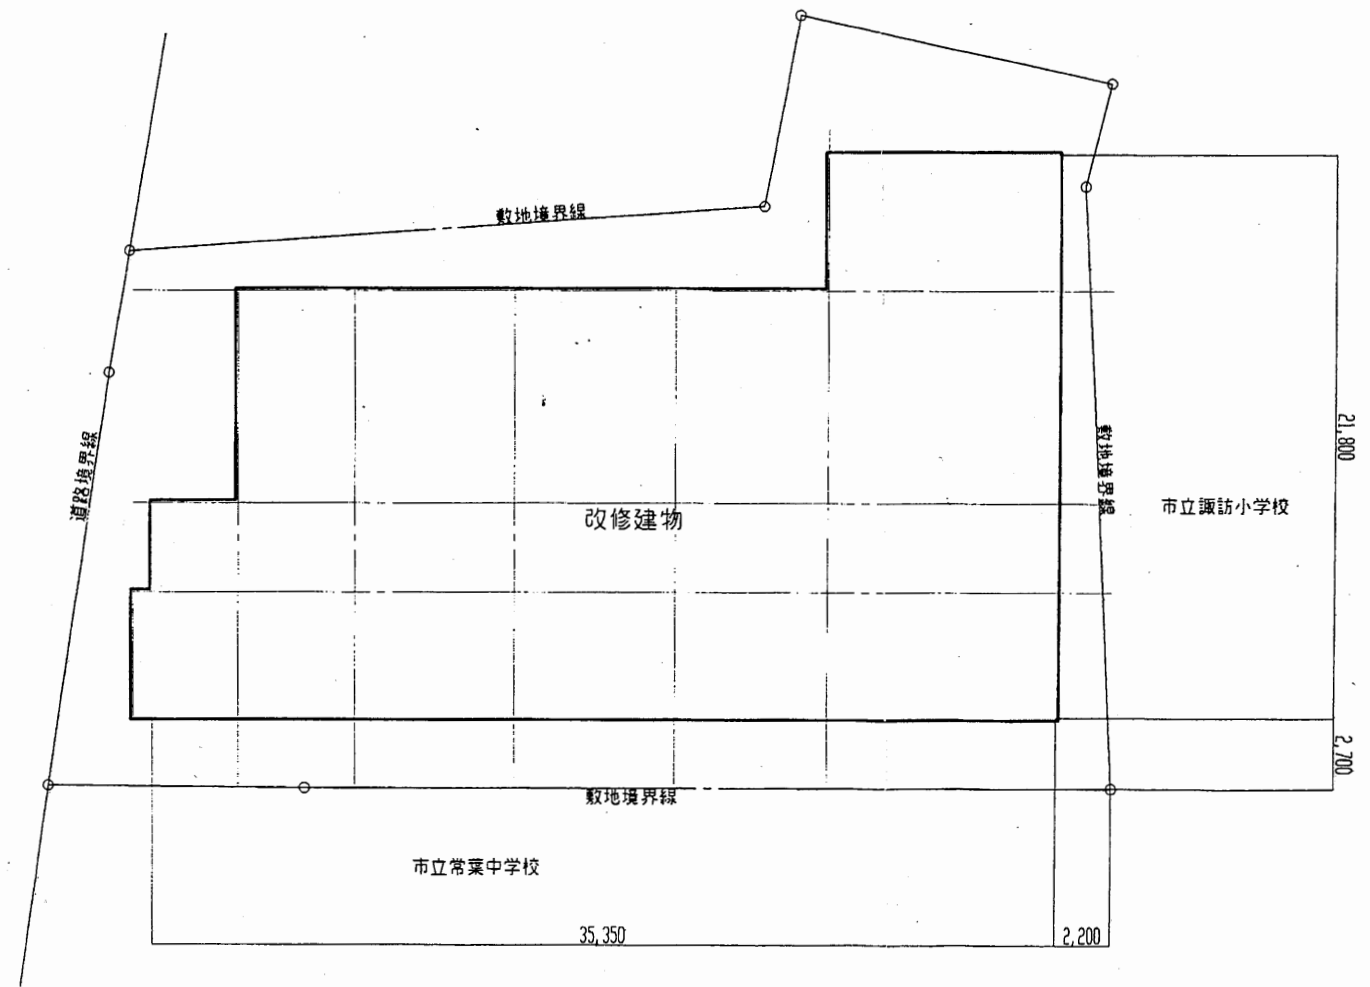 敷地境界線
道路境界線
敷地境界線
21,800
市立諏訪小学校
改修建物
2,700
敷地境界線
市立常葉中学校
35,350
2,200